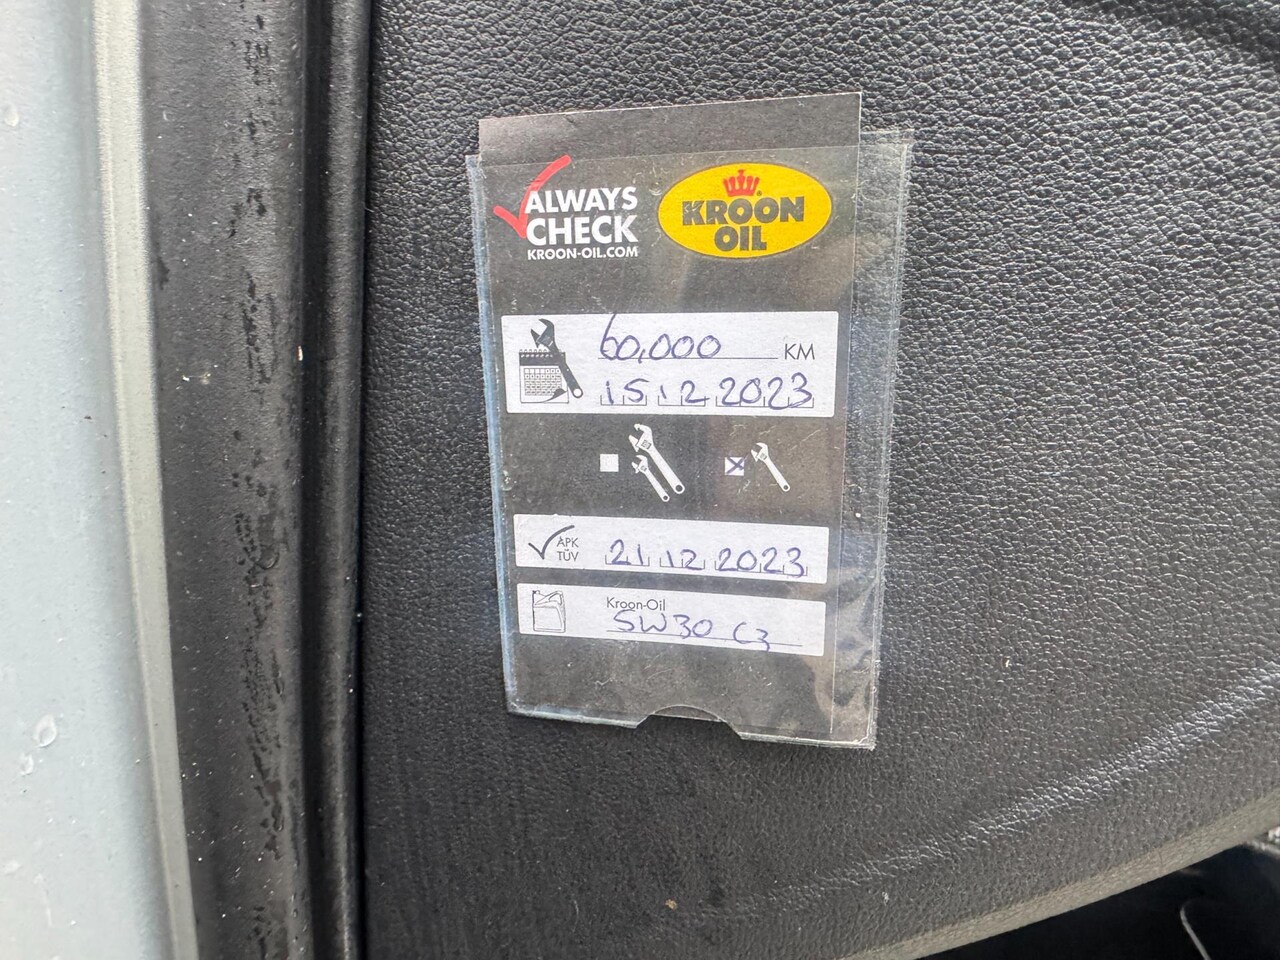 ALWAYS
CHECK
KROON-OIL.COM
KROON
OIL
60,000 KM
15 12 2023
APK
TÜV
21 12 2023
Kroon-Oil
5W30 C3